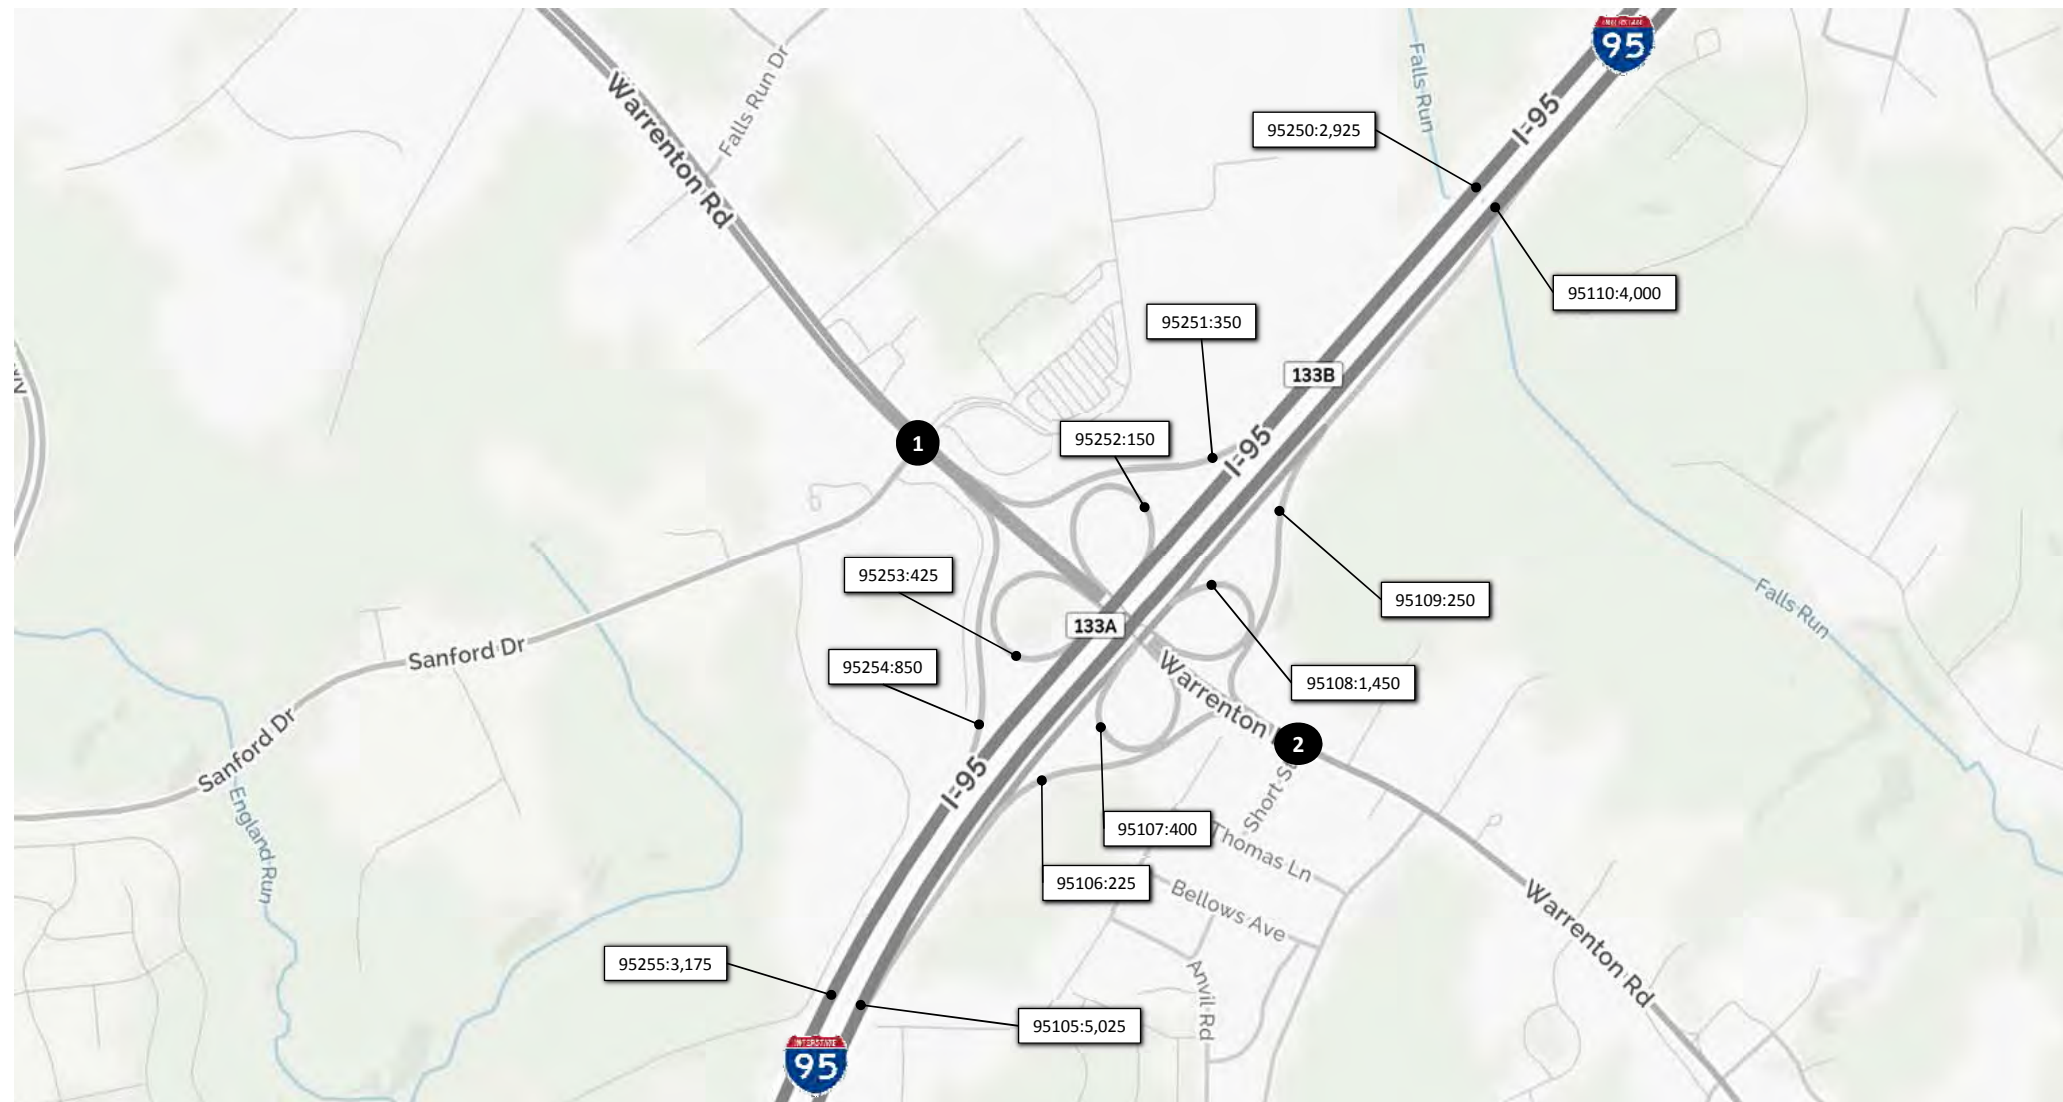 INTERSTATE
95
Falls Run Dr
Falls Run
Warrenton Rd
I-95
95250:2,925
95110:4,000
95251:350
133B
1
95252:150
I-95
95253:425
95109:250
133A
Falls Run
Sanford Dr
95254:850
95108:1,450
Warrenton
2
Sanford Dr
I-95
Short St
England Run
95107:400
Thomas Ln
95106:225
Bellows Ave
Warrenton Rd
95255:3,175
Anvil Rd
95105:5,025
INTERSTATE
95